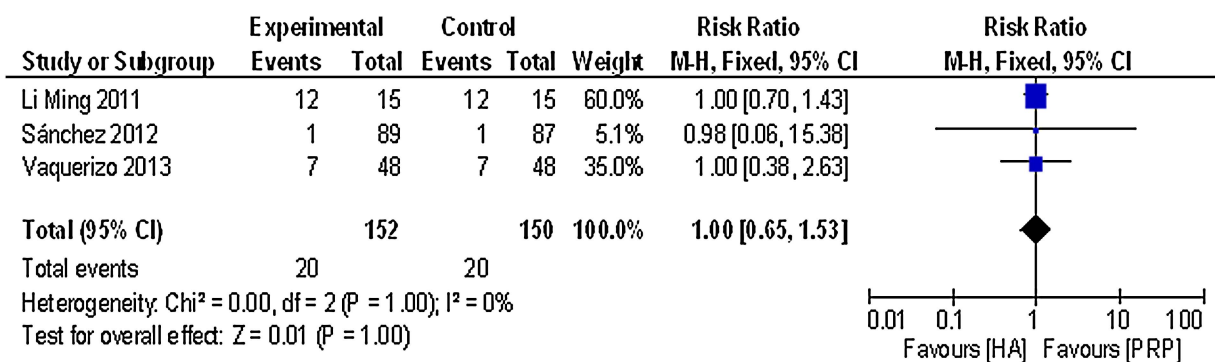 Experimental Control Risk Ratio Risk Ratio
Study or Subgroup Events Total Events Total Weight M-H, Fixed, 95% CI M-H, Fixed, 95% CI
Li Ming 2011 12 15 12 15 60.0% 1.00 [0.70, 1.43]
Sánchez 2012 1 89 1 87 5.1% 0.98 [0.06, 15.38]
Vaquerizo 2013 7 48 7 48 35.0% 1.00 [0.38, 2.63]
Total (95% CI) 152 150 100.0% 1.00 [0.65, 1.53]
Total events 20 20
Heterogeneity: Chi² = 0.00, df = 2 (P = 1.00); I² = 0%
Test for overall effect: Z = 0.01 (P = 1.00)
0.01 0.1 1 10 100
Favours [HA] Favours [PRP]